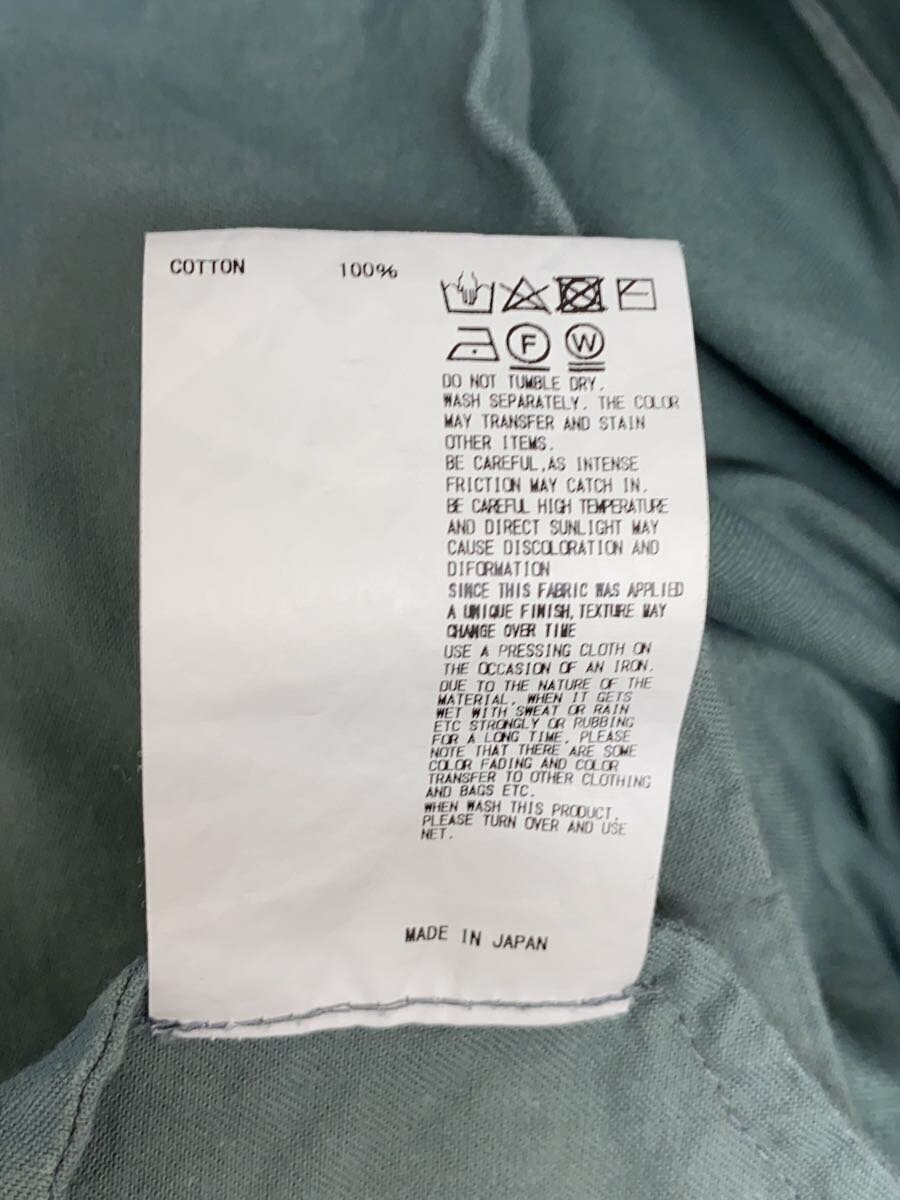 COTTON 100%
F W
DO NOT TUMBLE DRY.
WASH SEPARATELY. THE COLOR
MAY TRANSFER AND STAIN
OTHER ITEMS.
BE CAREFUL,AS INTENSE
FRICTION MAY CATCH IN.
BE CAREFUL HIGH TEMPERATURE
AND DIRECT SUNLIGHT MAY
CAUSE DISCOLORATION AND
DIFORMATION
SINCE THIS FABRIC WAS APPLIED
A UNIQUE FINISH,TEXTURE MAY
CHANGE OVER TIME
USE A PRESSING CLOTH ON
THE OCCASION OF AN IRON.
DUE TO THE NATURE OF THE
MATERIAL, WHEN IT GETS
WET WITH SWEAT OR RAIN
ETC STRONGLY OR RUBBING
FOR A LONG TIME, PLEASE
NOTE THAT THERE ARE SOME
COLOR FADING AND COLOR
TRANSFER TO OTHER CLOTHING
AND BAGS ETC.
WHEN WASH THIS PRODUCT,
PLEASE TURN OVER AND USE
NET.
MADE IN JAPAN